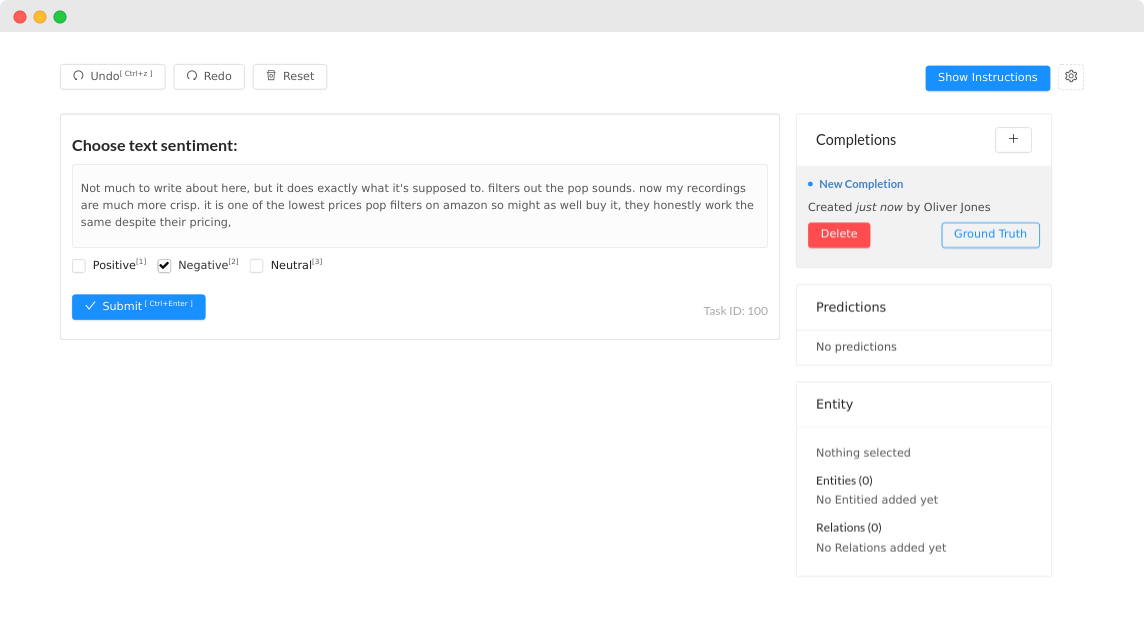 Undo[ Ctrl+z ] Redo Reset Show Instructions
Choose text sentiment:
Not much to write about here, but it does exactly what it's supposed to. filters out the pop sounds. now my recordings
are much more crisp. it is one of the lowest prices pop filters on amazon so might as well buy it, they honestly work the
same despite their pricing,
Positive[1] Negative[2] Neutral[3]
Submit[ Ctrl+Enter ]
Task ID: 100
Completions +
New Completion
Created just now by Oliver Jones
Delete Ground Truth
Predictions
No predictions
Entity
Nothing selected
Entities (0)
No Entitied added yet
Relations (0)
No Relations added yet